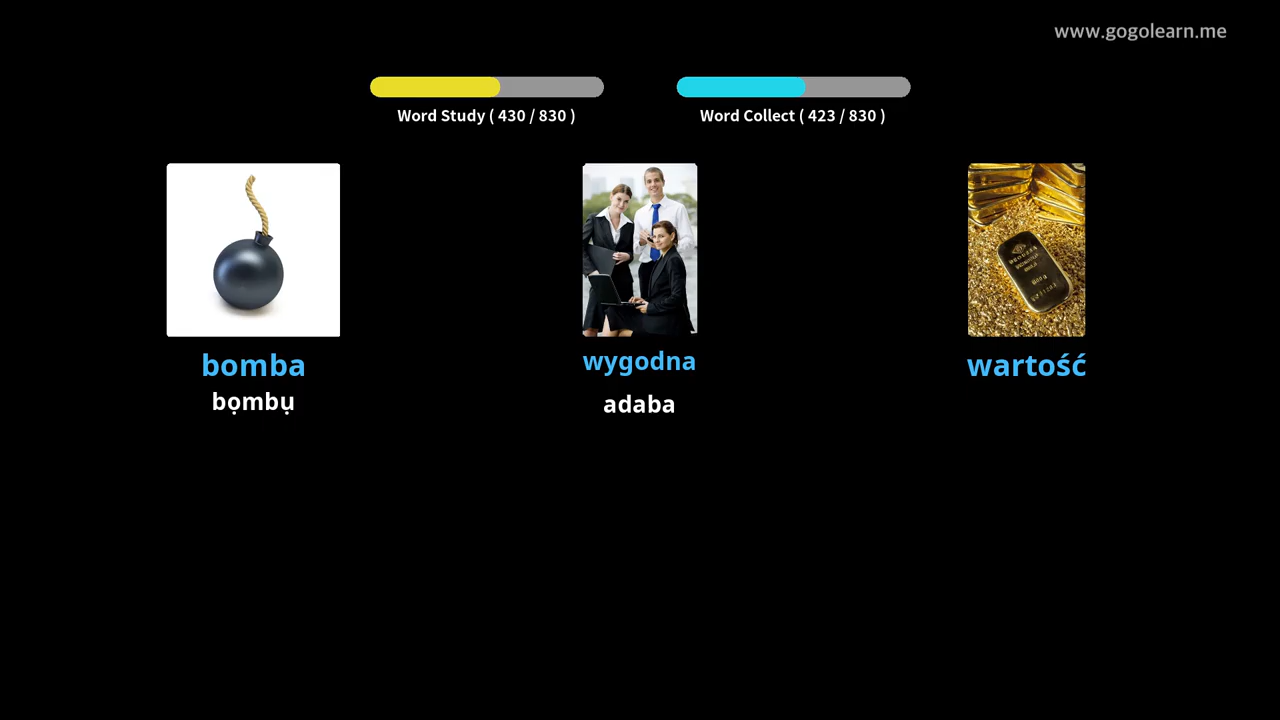 www.gogolearn.me
Word Study ( 430 / 830 )
Word Collect ( 423 / 830 )
bomba
bọmbụ
wygodna
adaba
wartość